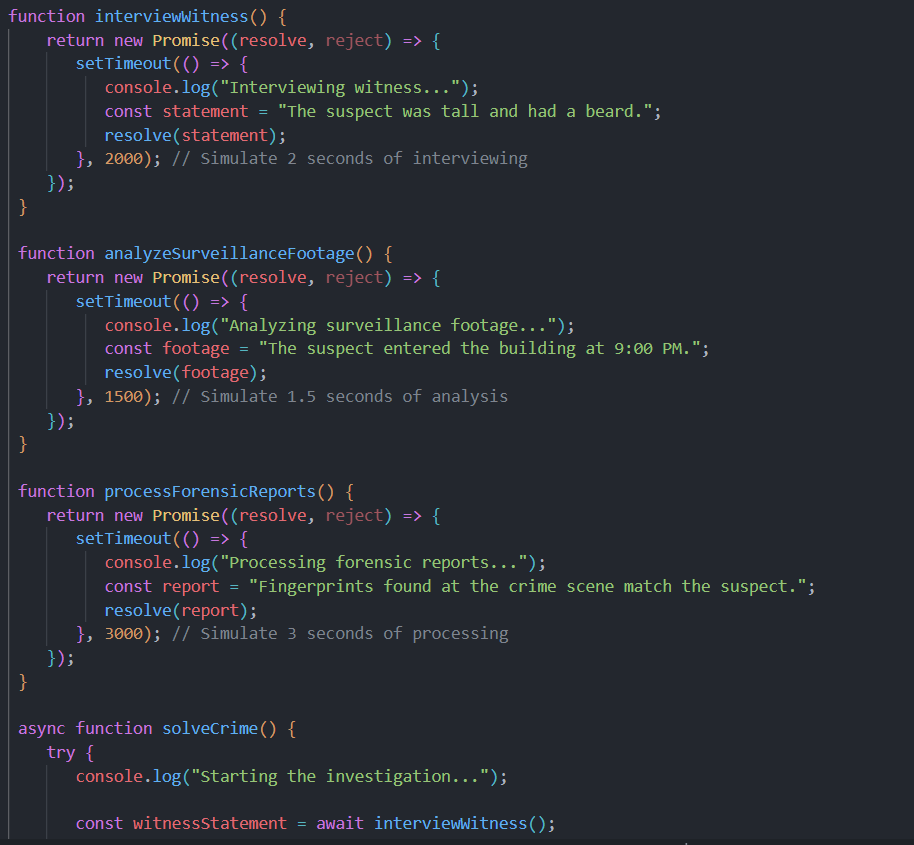 function interviewWitness() {
return new Promise((resolve, reject) => {
setTimeout(() => {
console.log("Interviewing witness...");
const statement = "The suspect was tall and had a beard.";
resolve(statement);
}, 2000); // Simulate 2 seconds of interviewing
});
}
function analyzeSurveillanceFootage() {
return new Promise((resolve, reject) => {
setTimeout(() => {
console.log("Analyzing surveillance footage...");
const footage = "The suspect entered the building at 9:00 PM.";
resolve(footage);
}, 1500); // Simulate 1.5 seconds of analysis
});
}
function processForensicReports() {
return new Promise((resolve, reject) => {
setTimeout(() => {
console.log("Processing forensic reports...");
const report = "Fingerprints found at the crime scene match the suspect.";
resolve(report);
}, 3000); // Simulate 3 seconds of processing
});
}
async function solveCrime() {
try {
console.log("Starting the investigation...");
const witnessStatement = await interviewWitness();